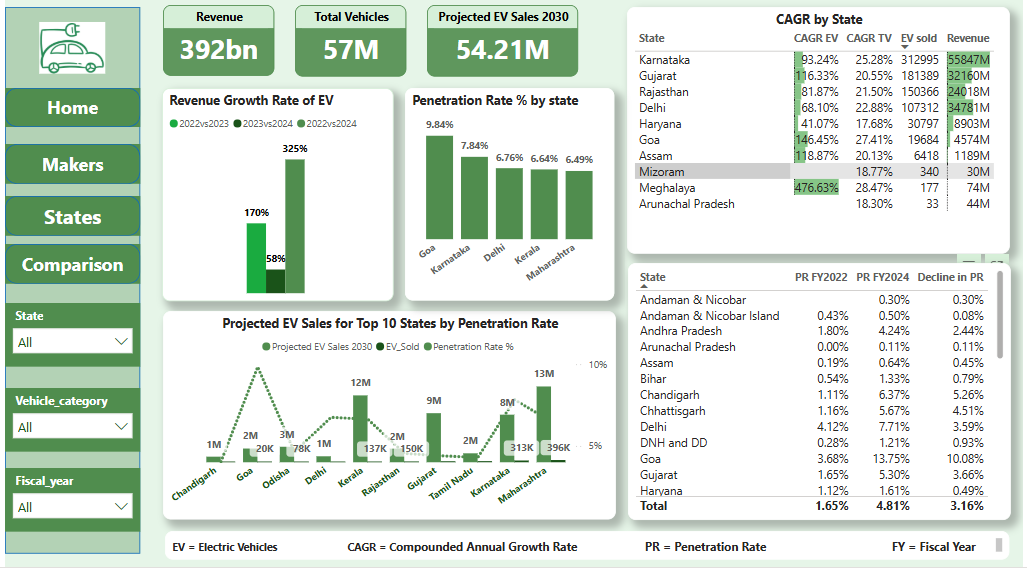 Home
Makers
States
Comparison
State
All
Vehicle_category
All
Fiscal_year
All
Revenue
392bn
Total Vehicles
57M
Projected EV Sales 2030
54.21M
Revenue Growth Rate of EV
2022vs2023 2023vs2024 2022vs2024
325%
170%
58%
Penetration Rate % by state
9.84%
7.84%
6.76% 6.64% 6.49%
Goa Karnataka Delhi Kerala Maharashtra
CAGR by State
State CAGR EV CAGR TV EV sold Revenue
Karnataka 93.24% 25.28% 312995 55847M
Gujarat 116.33% 20.55% 181389 32160M
Rajasthan 81.87% 21.50% 150366 24018M
Delhi 68.10% 22.88% 107312 34781M
Haryana 41.07% 17.68% 30797 8903M
Goa 146.45% 27.41% 19684 4574M
Assam 118.87% 20.13% 6418 1189M
Mizoram 18.77% 340 30M
Meghalaya 476.63% 28.47% 177 74M
Arunachal Pradesh 18.30% 33 44M
Projected EV Sales for Top 10 States by Penetration Rate
Projected EV Sales 2030 EV_Sold Penetration Rate %
10%
5%
1M 2M 20K 3M 78K 1M 12M 137K 2M 150K 9M 2M 8M 313K 13M 396K
Chandigarh Goa Odisha Delhi Kerala Rajasthan Gujarat Tamil Nadu Karnataka Maharashtra
State PR FY2022 PR FY2024 Decline in PR
Andaman & Nicobar 0.30% 0.30%
Andaman & Nicobar Island 0.43% 0.50% 0.08%
Andhra Pradesh 1.80% 4.24% 2.44%
Arunachal Pradesh 0.00% 0.11% 0.11%
Assam 0.19% 0.64% 0.45%
Bihar 0.54% 1.33% 0.79%
Chandigarh 1.11% 6.37% 5.26%
Chhattisgarh 1.16% 5.67% 4.51%
Delhi 4.12% 7.71% 3.59%
DNH and DD 0.28% 1.21% 0.93%
Goa 3.68% 13.75% 10.08%
Gujarat 1.65% 5.30% 3.66%
Haryana 1.12% 1.61% 0.49%
Total 1.65% 4.81% 3.16%
EV = Electric Vehicles CAGR = Compounded Annual Growth Rate PR = Penetration Rate FY = Fiscal Year